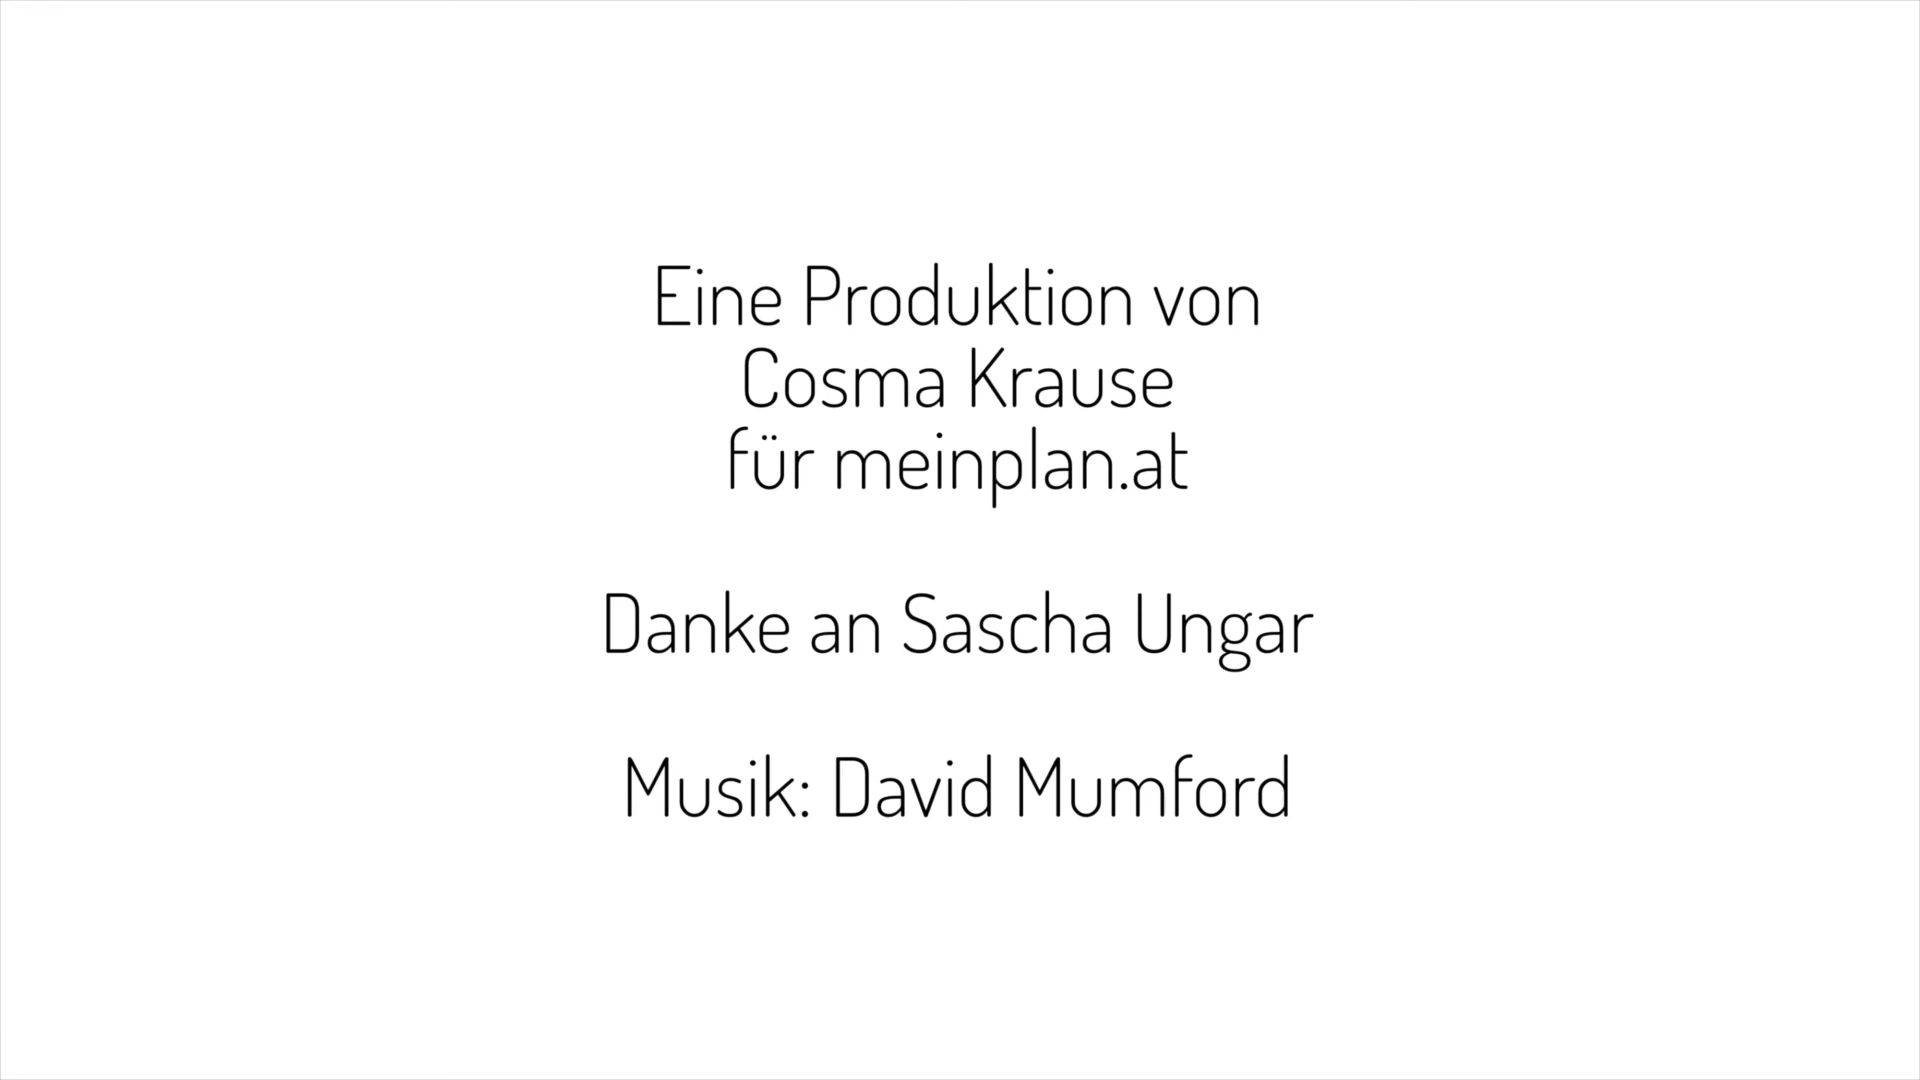 Eine Produktion von
Cosma Krause
für meinplan.at
Danke an Sascha Ungar
Musik: David Mumford